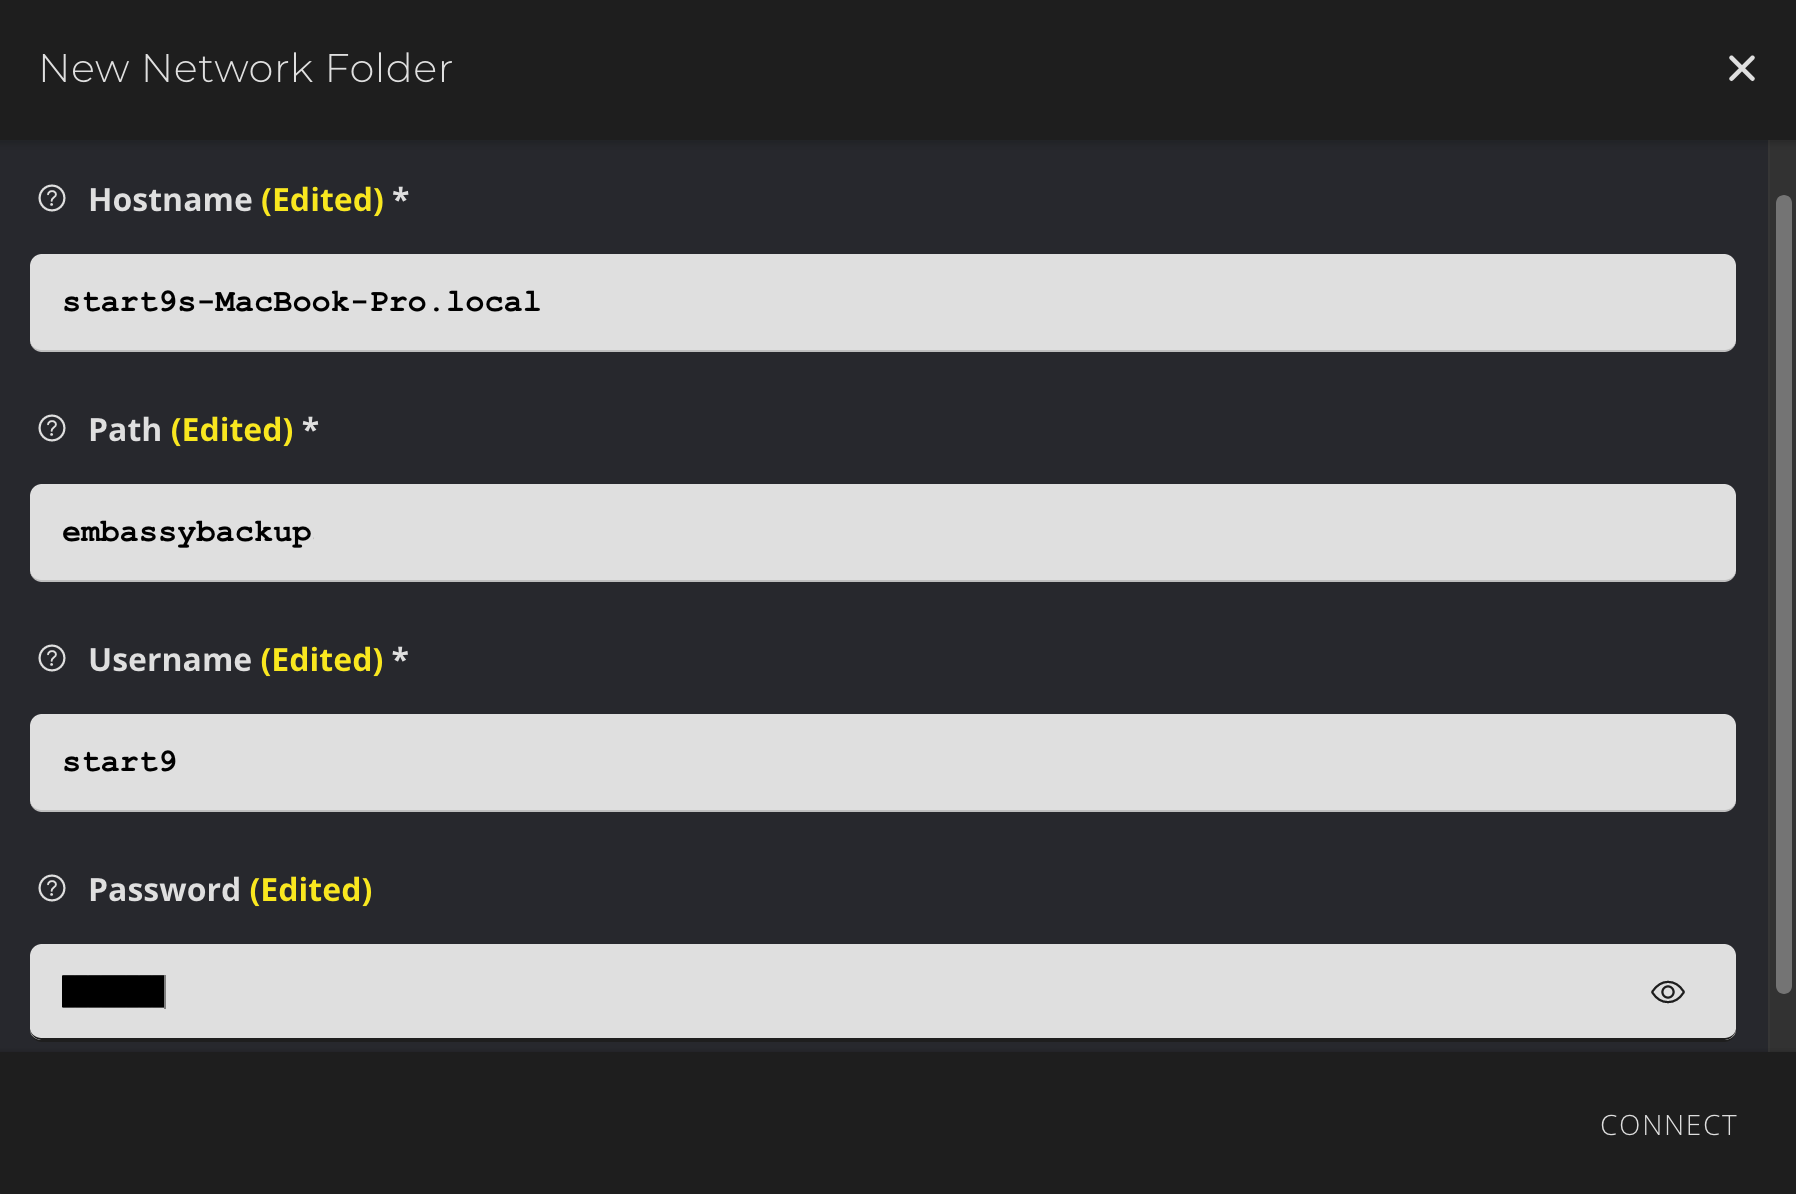 New Network Folder
Hostname (Edited) *
start9s-MacBook-Pro.local
Path (Edited) *
embassybackup
Username (Edited) *
start9
Password (Edited)
CONNECT